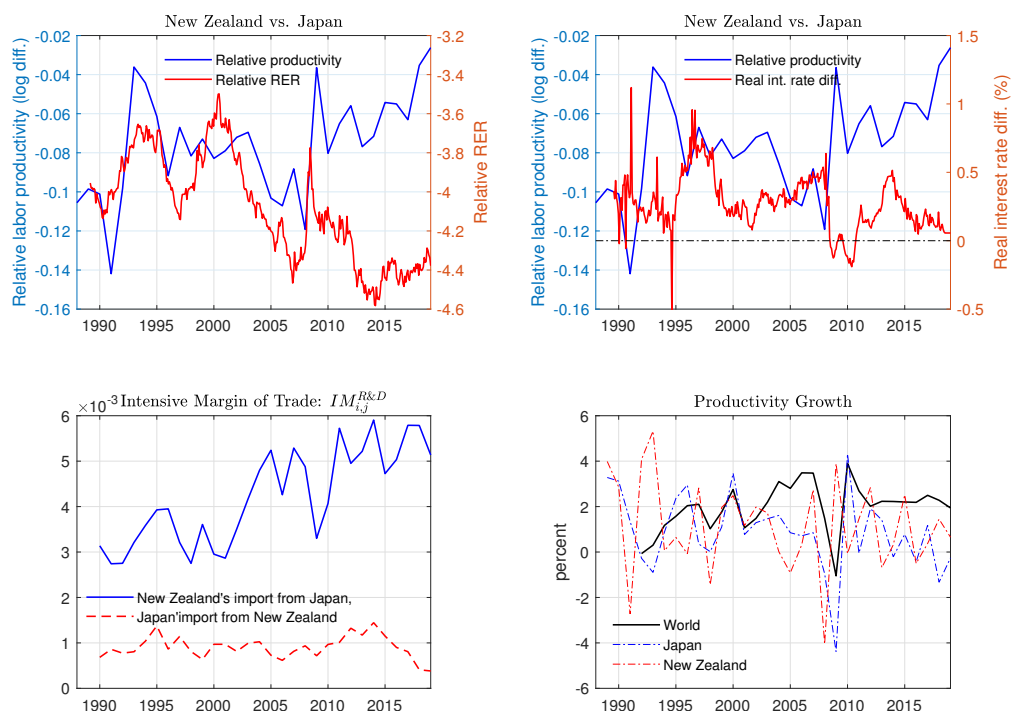 New Zealand vs. Japan
Relative labor productivity (log diff.)
-0.02
-0.04
-0.06
-0.08
-0.1
-0.12
-0.14
-0.16
Relative productivity
Relative RER
-3.2
-3.4
-3.6
-3.8
-4
-4.2
-4.4
-4.6
Relative RER
1990 1995 2000 2005 2010 2015
New Zealand vs. Japan
Relative labor productivity (log diff.)
-0.02
-0.04
-0.06
-0.08
-0.1
-0.12
-0.14
-0.16
Relative productivity
Real int. rate diff.
1.5
1
0.5
0
-0.5
Real interest rate diff. (%)
1990 1995 2000 2005 2010 2015
×10⁻³ Intensive Margin of Trade: IM_{i,j}^{R&D}
6
5
4
3
2
1
0
New Zealand's import from Japan,
Japan'import from New Zealand
1990 1995 2000 2005 2010 2015
Productivity Growth
percent
6
4
2
0
-2
-4
-6
World
Japan
New Zealand
1990 1995 2000 2005 2010 2015